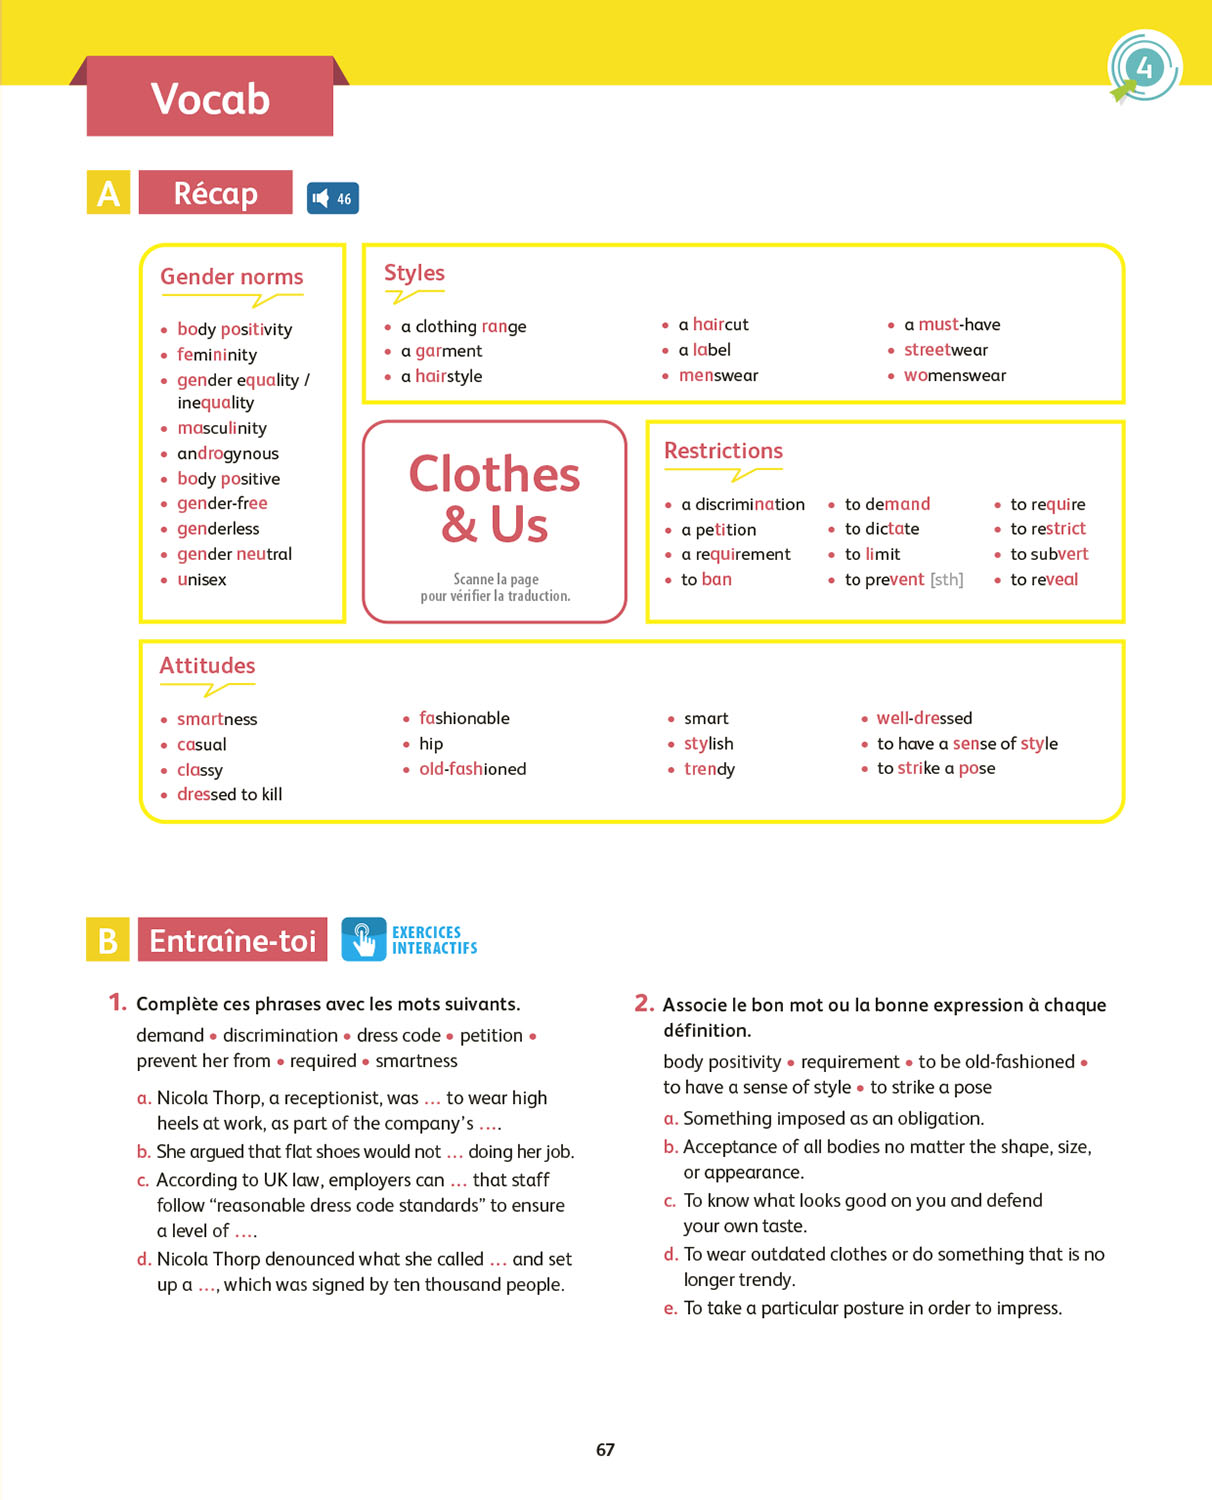 4
Vocab
A Récap 46
Gender norms
• body positivity
• femininity
• gender equality /
inequality
• masculinity
• androgynous
• body positive
• gender-free
• genderless
• gender neutral
• unisex
Styles
• a clothing range
• a garment
• a hairstyle
• a haircut
• a label
• menswear
• a must-have
• streetwear
• womenswear
Clothes
& Us
Scanne la page
pour vérifier la traduction.
Restrictions
• a discrimination
• a petition
• a requirement
• to ban
• to demand
• to dictate
• to limit
• to prevent [sth]
• to require
• to restrict
• to subvert
• to reveal
Attitudes
• smartness
• casual
• classy
• dressed to kill
• fashionable
• hip
• old-fashioned
• smart
• stylish
• trendy
• well-dressed
• to have a sense of style
• to strike a pose
B Entraîne-toi
EXERCICES
INTERACTIFS
1. Complète ces phrases avec les mots suivants.
demand • discrimination • dress code • petition •
prevent her from • required • smartness
a. Nicola Thorp, a receptionist, was ... to wear high
heels at work, as part of the company's ....
b. She argued that flat shoes would not ... doing her job.
c. According to UK law, employers can ... that staff
follow “reasonable dress code standards” to ensure
a level of ....
d. Nicola Thorp denounced what she called ... and set
up a ..., which was signed by ten thousand people.
2. Associe le bon mot ou la bonne expression à chaque
définition.
body positivity • requirement • to be old-fashioned •
to have a sense of style • to strike a pose
a. Something imposed as an obligation.
b. Acceptance of all bodies no matter the shape, size,
or appearance.
c. To know what looks good on you and defend
your own taste.
d. To wear outdated clothes or do something that is no
longer trendy.
e. To take a particular posture in order to impress.
67